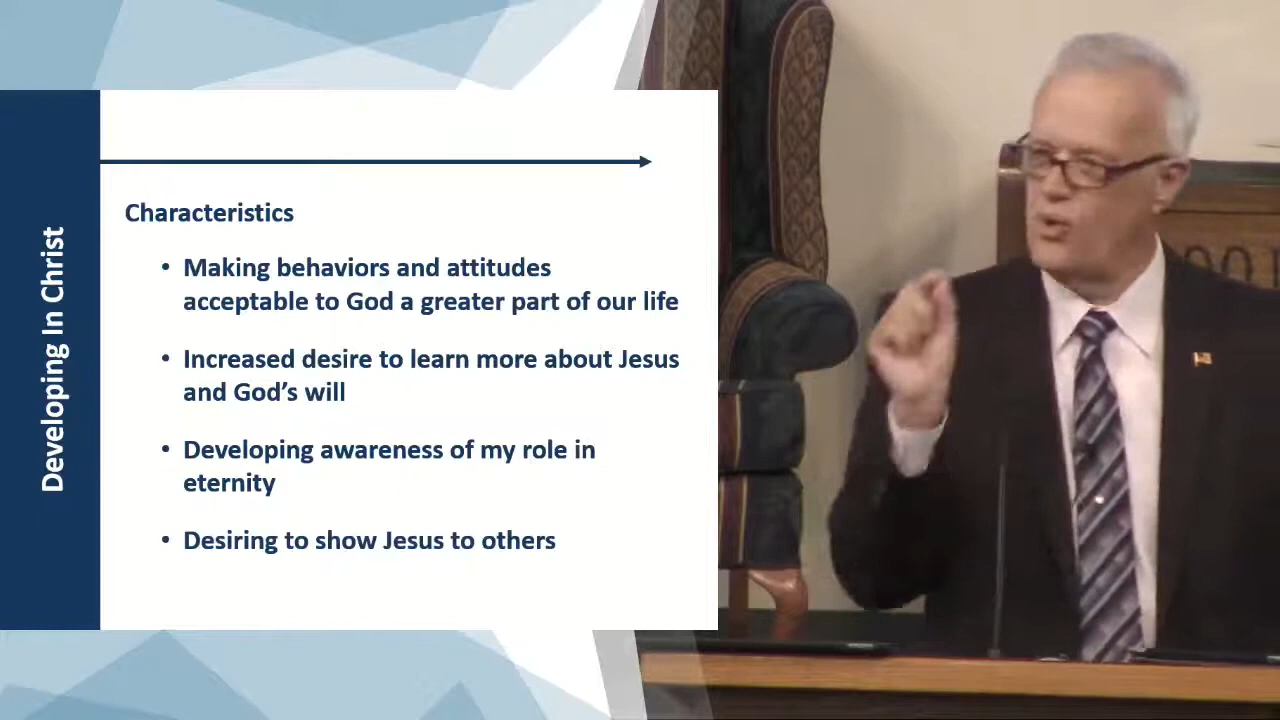 Developing In Christ
Characteristics
• Making behaviors and attitudes
acceptable to God a greater part of our life
• Increased desire to learn more about Jesus
and God’s will
• Developing awareness of my role in
eternity
• Desiring to show Jesus to others